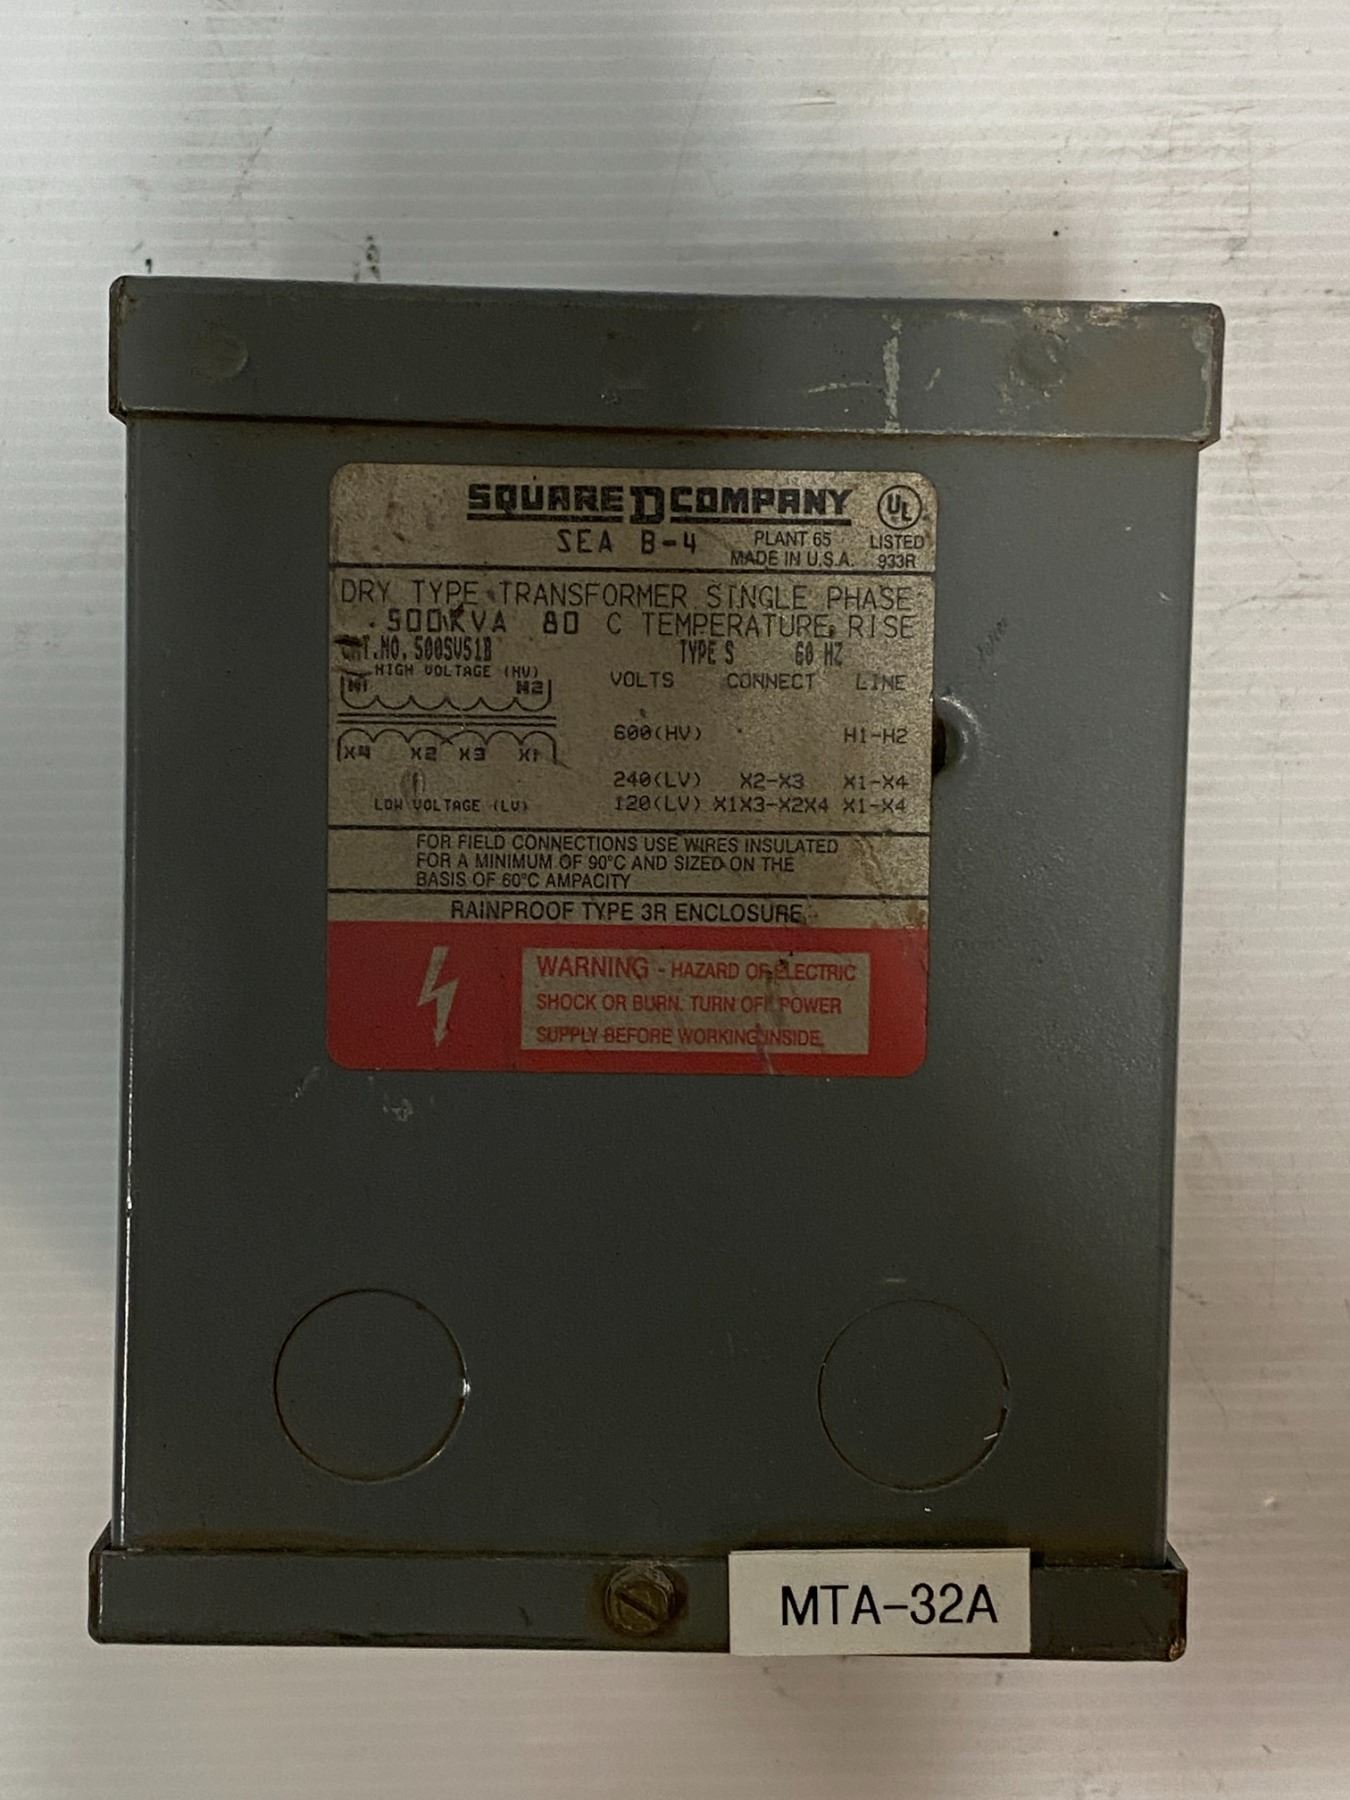 SQUARE D COMPANY
UL
SEA B-4
PLANT 65
MADE IN U.S.A.
LISTED
933R
DRY TYPE TRANSFORMER SINGLE PHASE
.500 KVA 80 C TEMPERATURE RISE
CAT.NO. 500SV51B TYPE S 60 HZ
HIGH VOLTAGE (HV)
H1 H2
X4 X2 X3 X1
LOW VOLTAGE (LV)
VOLTS CONNECT LINE
600(HV) H1-H2
240(LV) X2-X3 X1-X4
120(LV) X1X3-X2X4 X1-X4
FOR FIELD CONNECTIONS USE WIRES INSULATED
FOR A MINIMUM OF 90°C AND SIZED ON THE
BASIS OF 60°C AMPACITY
RAINPROOF TYPE 3R ENCLOSURE
WARNING - HAZARD OF ELECTRIC
SHOCK OR BURN. TURN OFF POWER
SUPPLY BEFORE WORKING INSIDE.
MTA-32A